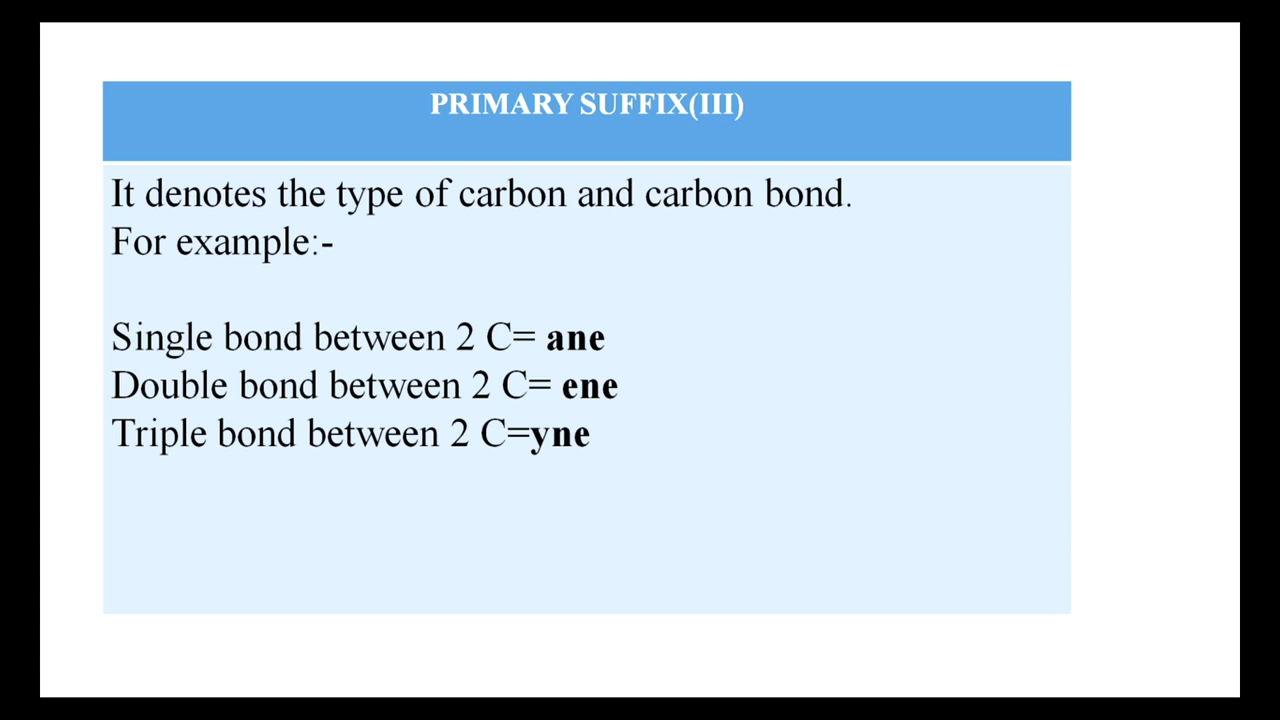 PRIMARY SUFFIX(III)
It denotes the type of carbon and carbon bond.
For example:-
Single bond between 2 C= ane
Double bond between 2 C= ene
Triple bond between 2 C=yne